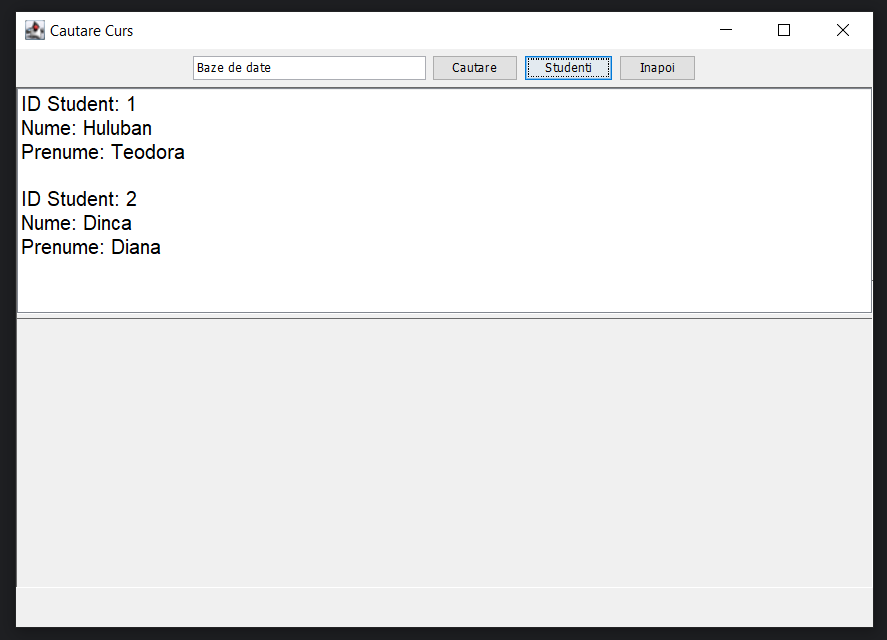 Cautare Curs
Baze de date Cautare Studenti Inapoi
ID Student: 1
Nume: Huluban
Prenume: Teodora
ID Student: 2
Nume: Dinca
Prenume: Diana